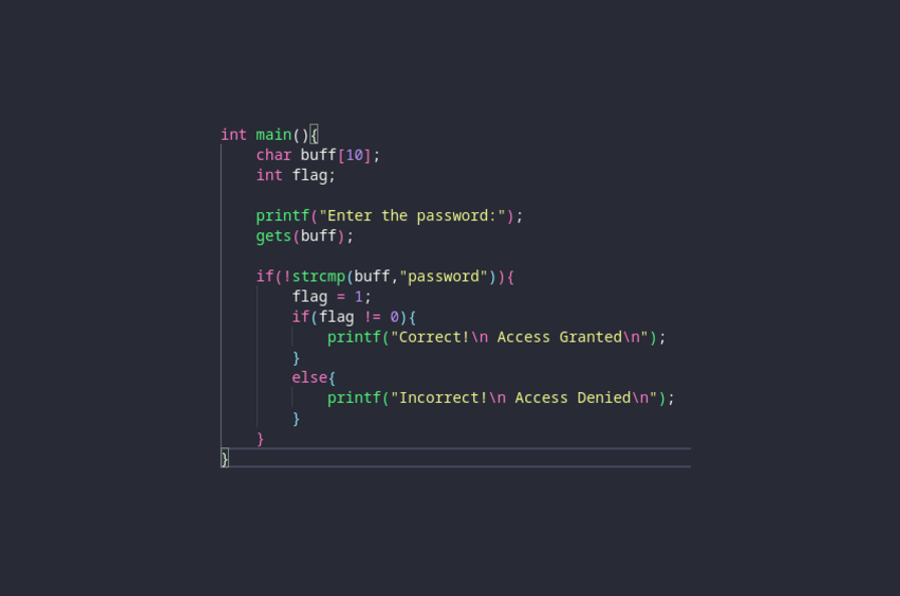 int main(){
char buff[10];
int flag;
printf("Enter the password:");
gets(buff);
if(!strcmp(buff,"password")){
flag = 1;
if(flag != 0){
printf("Correct!\n Access Granted\n");
}
else{
printf("Incorrect!\n Access Denied\n");
}
}
}